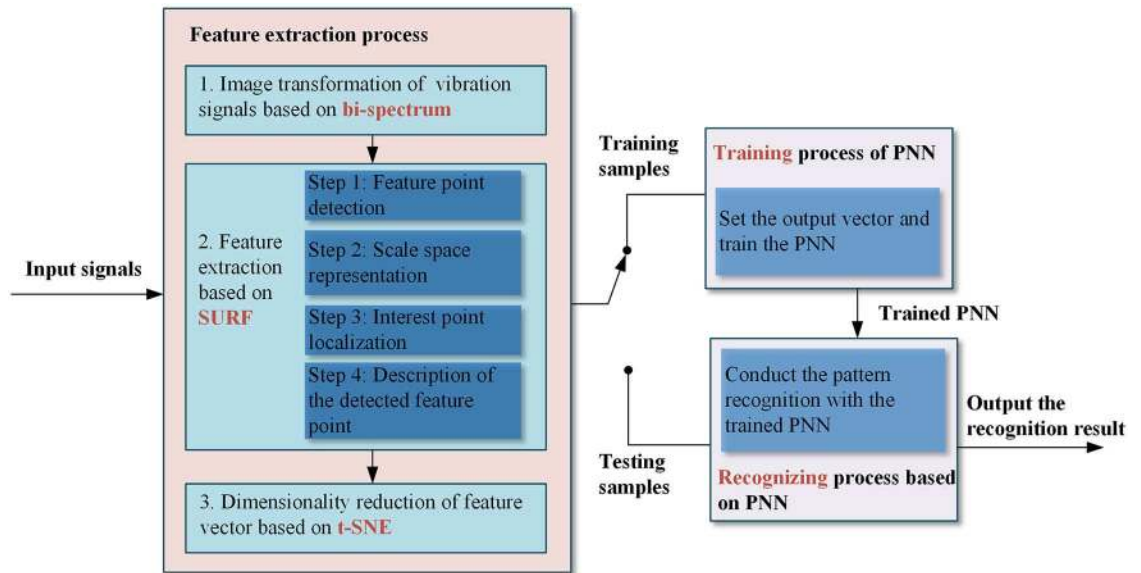 Feature extraction process
1. Image transformation of vibration
signals based on bi-spectrum
Input signals
2. Feature
extraction
based on
SURF
Step 1: Feature point
detection
Step 2: Scale space
representation
Step 3: Interest point
localization
Step 4: Description of
the detected feature
point
3. Dimensionality reduction of feature
vector based on t-SNE
Training
samples
Testing
samples
Training process of PNN
Set the output vector and
train the PNN
Trained PNN
Conduct the pattern
recognition with the
trained PNN
Recognizing process based
on PNN
Output the
recognition result